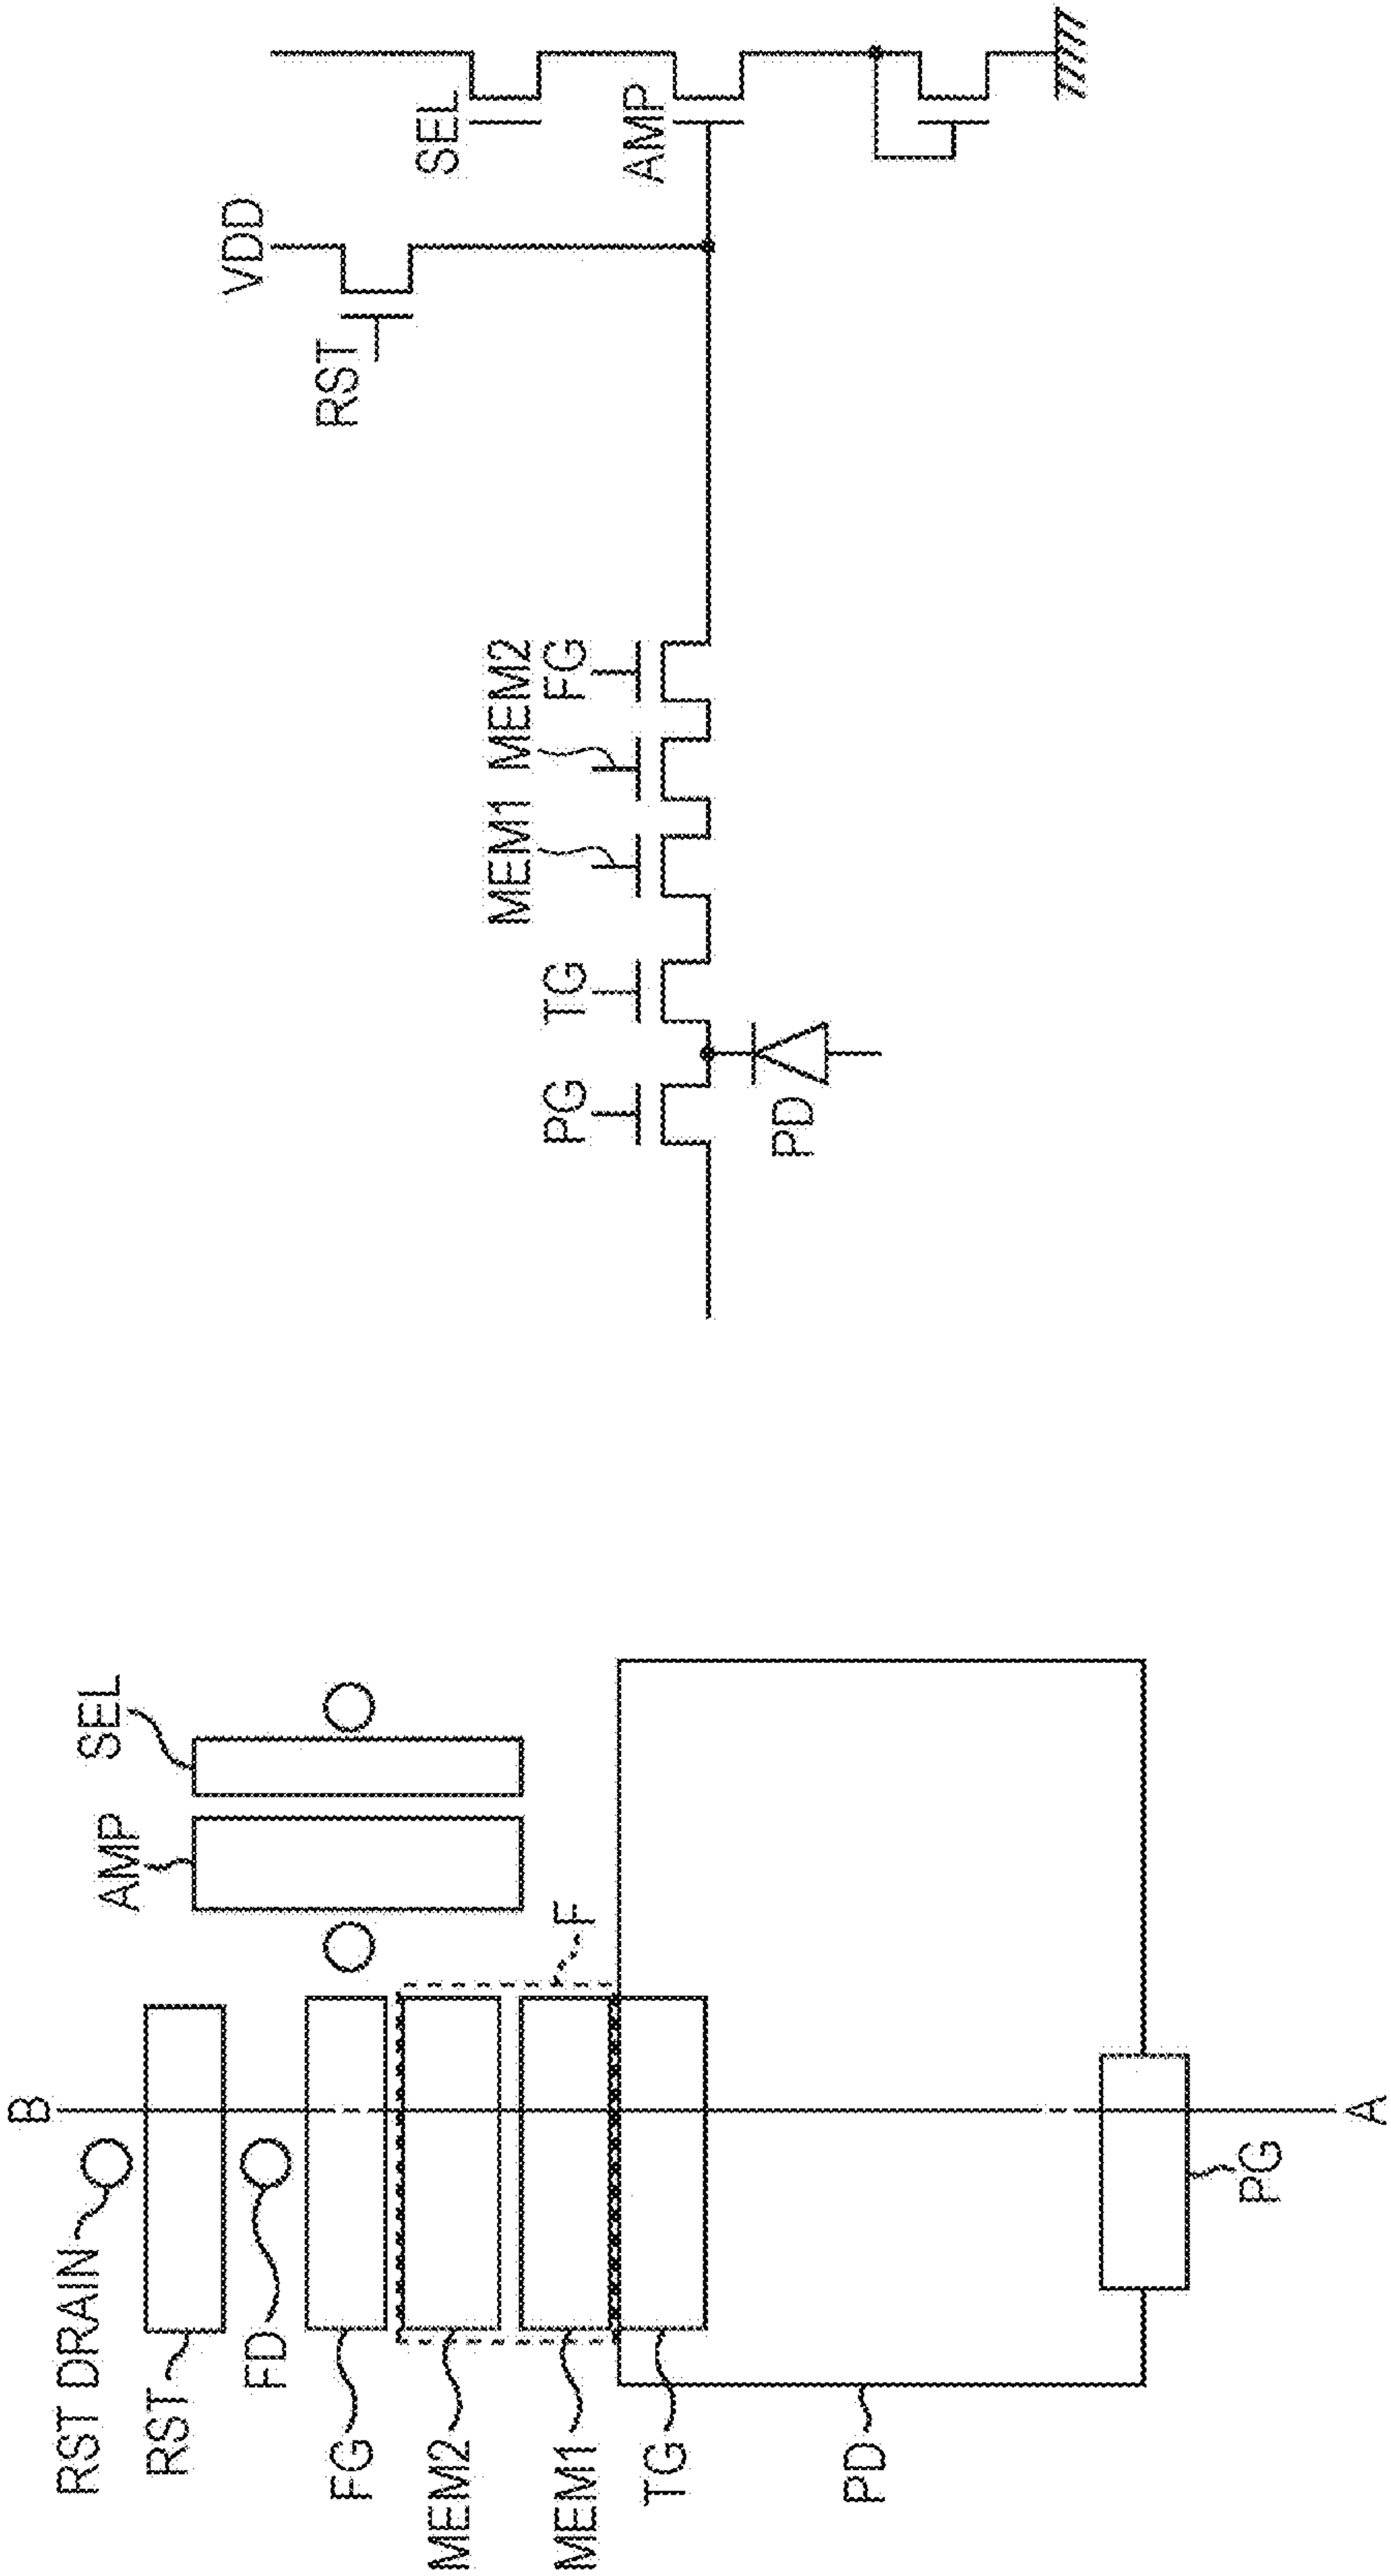 B
RST DRAIN
RST
FD
FG
MEM2
MEM1
TG
PD
SEL
AMP
F
PG
A
VDD
RST
SEL
AMP
PG
TG
MEM1 MEM2
FG
PD